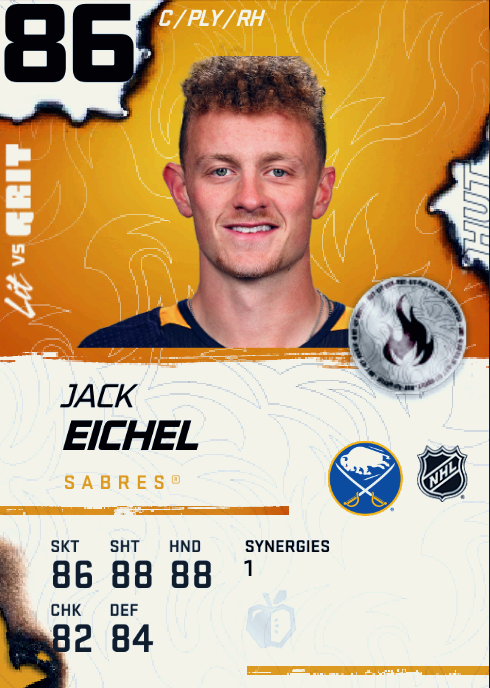 86
C/PLY/RH
Lit vs GRIT
HUT
JACK
EICHEL
SABRES®
NHL
SKT SHT HND SYNERGIES
86 88 88 1
CHK DEF
82 84